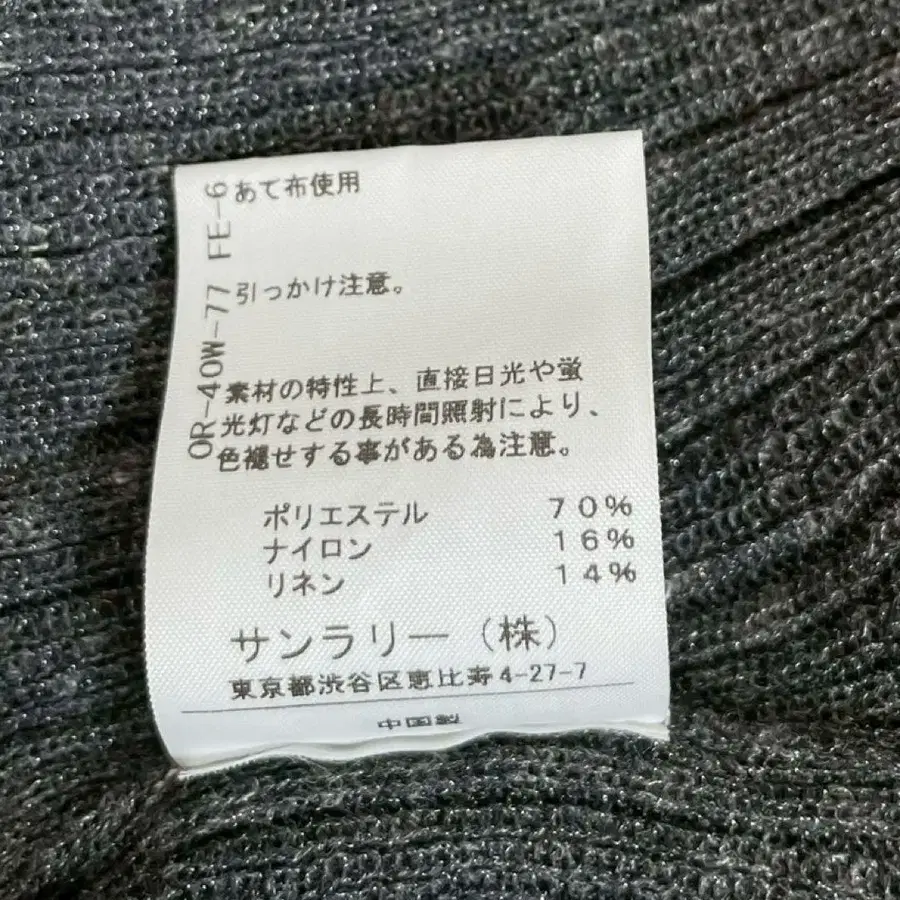 あて布使用
引っかけ注意。
素材の特性上、直接日光や蛍
光灯などの長時間照射により、
色褪せする事がある為注意。
ポリエステル 70%
ナイロン 16%
リネン 14%
サンラリー(株)
東京都渋谷区恵比寿4-27-7
中国製
OR-40W-77 FE-6